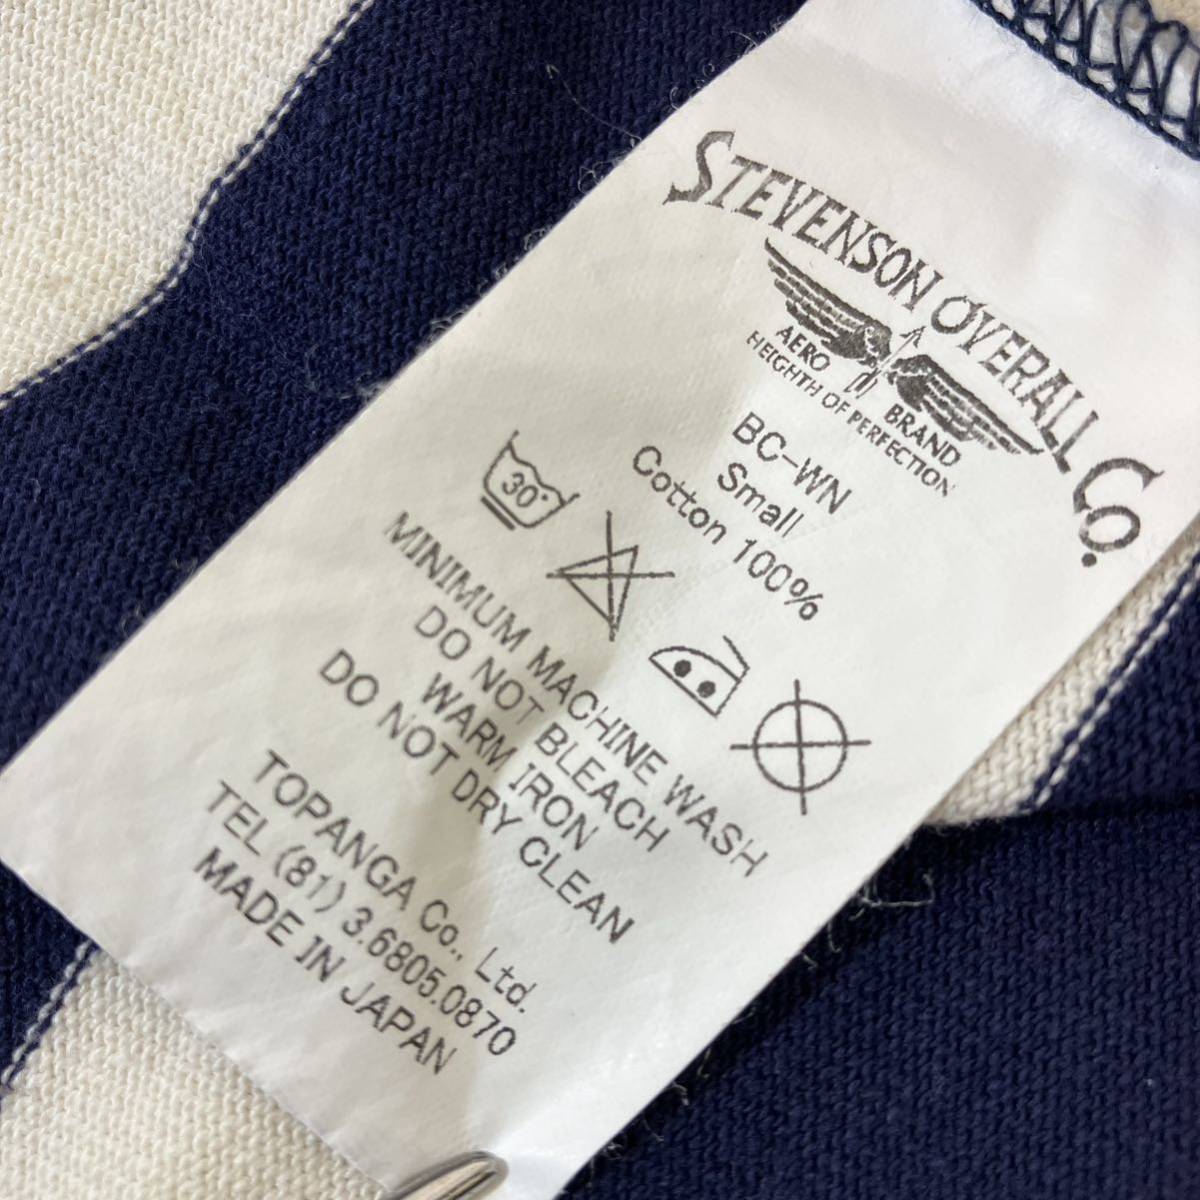 STEVENSON OVERALL Co.
AERO BRAND
HEIGHTH OF PERFECTION
BC-WN
Small
Cotton 100%
30°
MINIMUM MACHINE WASH
DO NOT BLEACH
WARM IRON
DO NOT DRY CLEAN
TOPANGA Co., Ltd.
TEL (81) 3.6805.0870
MADE IN JAPAN